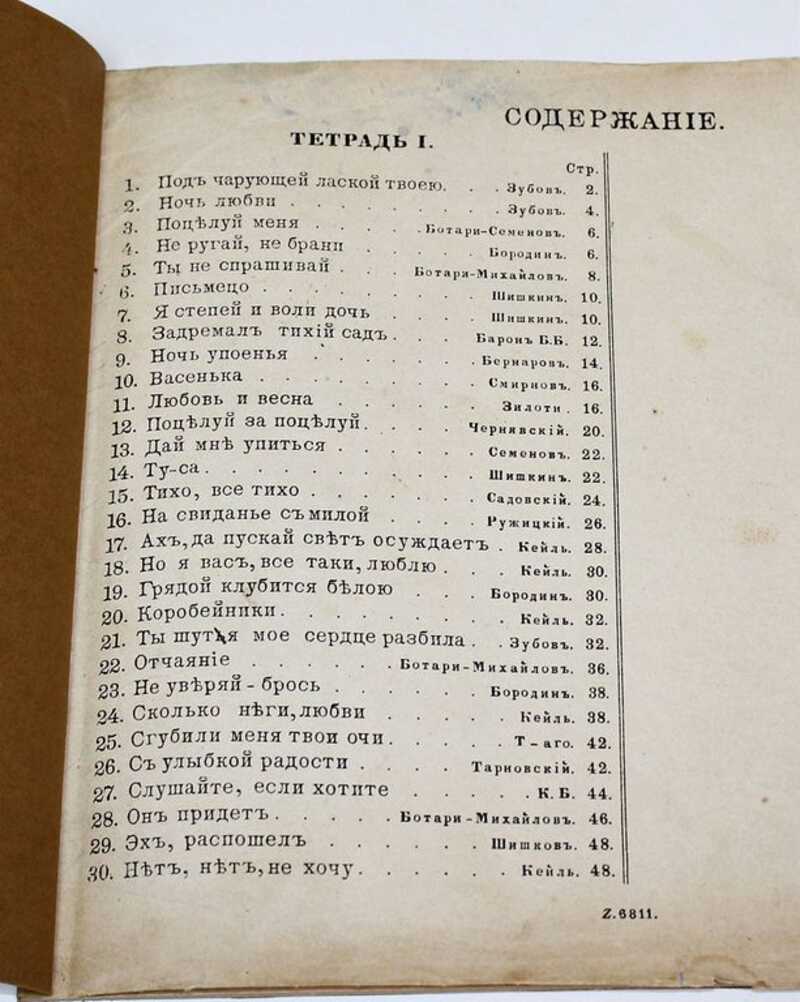 СОДЕРЖАНІЕ.
ТЕТРАДЬ I.
Стр.
1. Подъ чарующей лаской твоею. . . Зубовъ. 2.
2. Ночь любви . . . . . . . . . Зубовъ. 4.
3. Поцѣлуй меня . . . . . Ботари-Семеновъ. 6.
4. Не ругай, не брани . . . . . Бородинъ. 6.
5. Ты не спрашивай . . . Ботари-Михайловъ. 8.
6. Письмецо . . . . . . . . . Шишкинъ. 10.
7. Я степей и воли дочь . . . . Шишкинъ. 10.
8. Задремалъ тихій садъ . . . . Баронъ Б.Б. 12.
9. Ночь упоенья . . . . . . . Бернаровъ. 14.
10. Васенька . . . . . . . . . Смирновъ. 16.
11. Любовь и весна . . . . . . Зилоти. 16.
12. Поцѣлуй за поцѣлуй. . . . Чернявскій. 20.
13. Дай мнѣ упиться . . . . . . Семеновъ. 22.
14. Ту-са. . . . . . . . . . . Шишкинъ. 22.
15. Тихо, все тихо . . . . . . . Садовскій. 24.
16. На свиданье съ милой . . . . Ружицкій. 26.
17. Ахъ, да пускай свѣтъ осуждаетъ . Кейль. 28.
18. Но я васъ, все таки, люблю . . . Кейль. 30.
19. Грядой клубится бѣлою . . . Бородинъ. 30.
20. Коробейники. . . . . . . . . Кейль. 32.
21. Ты шутя мое сердце разбила . . Зубовъ. 32.
22. Отчаяніе . . . . . . Ботари-Михайловъ. 36.
23. Не увѣряй - брось . . . . . . Бородинъ. 38.
24. Сколько нѣги, любви . . . . . Кейль. 38.
25. Сгубили меня твои очи. . . . . . Т - аго. 42.
26. Съ улыбкой радости . . . . Тарновскій. 42.
27. Слушайте, если хотите . . . . . К. Б. 44.
28. Онъ придетъ. . . . . . Ботари - Михайловъ. 46.
29. Эхъ, распошелъ . . . . . . Шишковъ. 48.
30. Нѣтъ, нѣтъ, не хочу. . . . . . . Кейль. 48.
Z. 6811.